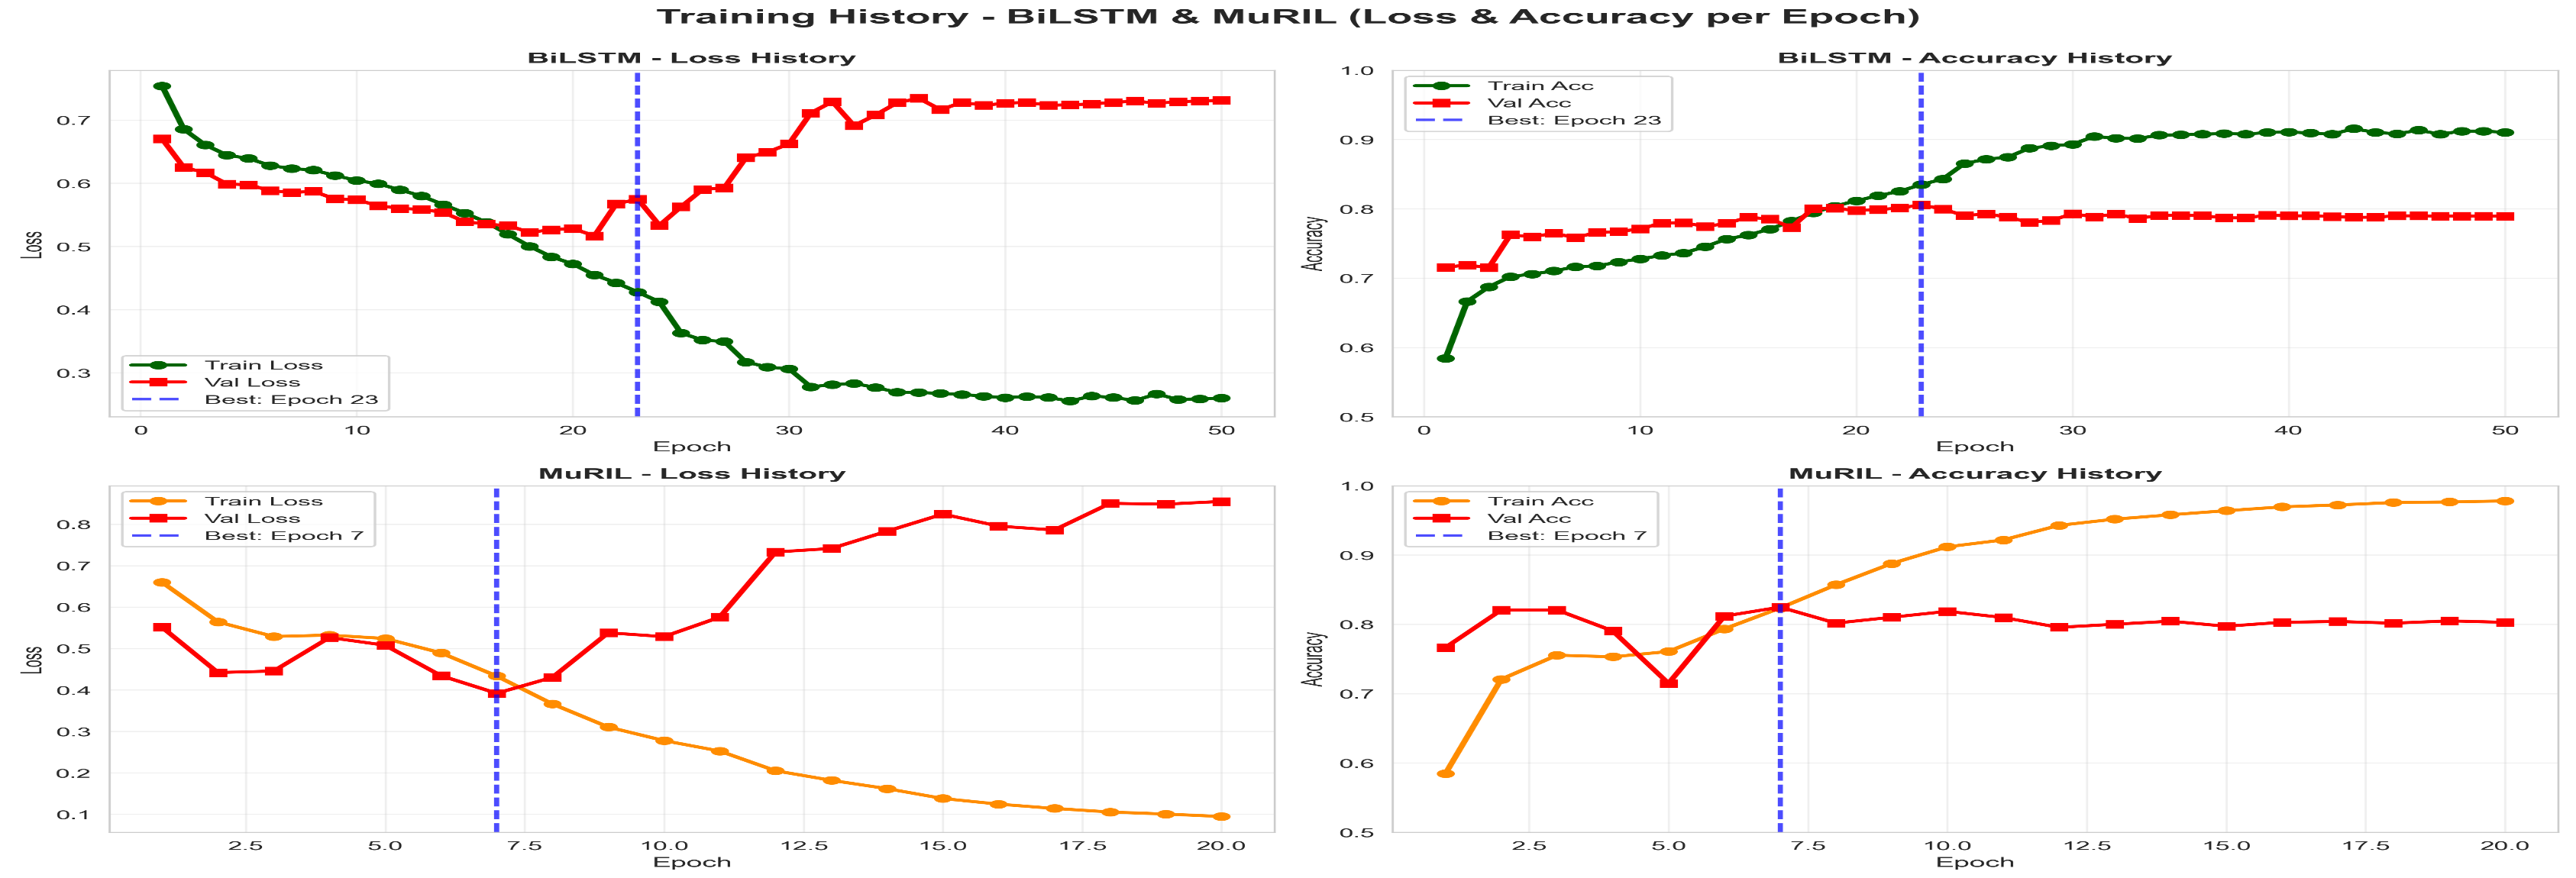 Training History - BiLSTM & MuRIL (Loss & Accuracy per Epoch)
BiLSTM - Loss History
Loss
0.7
0.6
0.5
0.4
0.3
Train Loss
Val Loss
Best: Epoch 23
0 10 20 30 40 50
Epoch
BiLSTM - Accuracy History
Accuracy
1.0
0.9
0.8
0.7
0.6
0.5
Train Acc
Val Acc
Best: Epoch 23
0 10 20 30 40 50
Epoch
MuRIL - Loss History
Loss
0.8
0.7
0.6
0.5
0.4
0.3
0.2
0.1
Train Loss
Val Loss
Best: Epoch 7
2.5 5.0 7.5 10.0 12.5 15.0 17.5 20.0
Epoch
MuRIL - Accuracy History
Accuracy
1.0
0.9
0.8
0.7
0.6
0.5
Train Acc
Val Acc
Best: Epoch 7
2.5 5.0 7.5 10.0 12.5 15.0 17.5 20.0
Epoch